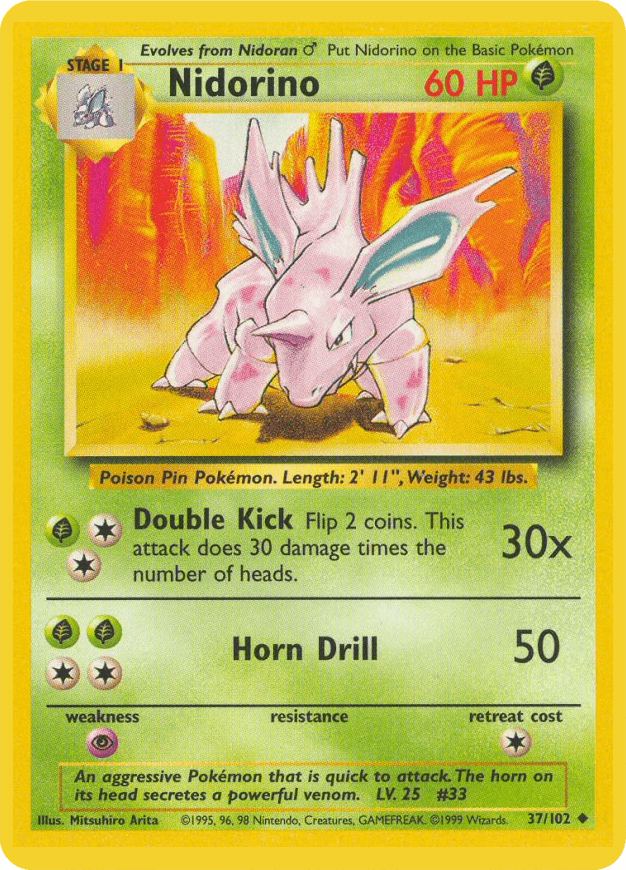 Evolves from Nidoran ♂ Put Nidorino on the Basic Pokémon
STAGE 1
Nidorino 60 HP
Poison Pin Pokémon. Length: 2' 11", Weight: 43 lbs.
Double Kick Flip 2 coins. This
attack does 30 damage times the
number of heads.
30x
Horn Drill 50
weakness resistance retreat cost
An aggressive Pokémon that is quick to attack. The horn on
its head secretes a powerful venom. LV. 25 #33
Illus. Mitsuhiro Arita ©1995, 96, 98 Nintendo, Creatures, GAMEFREAK. ©1999 Wizards. 37/102 ◆